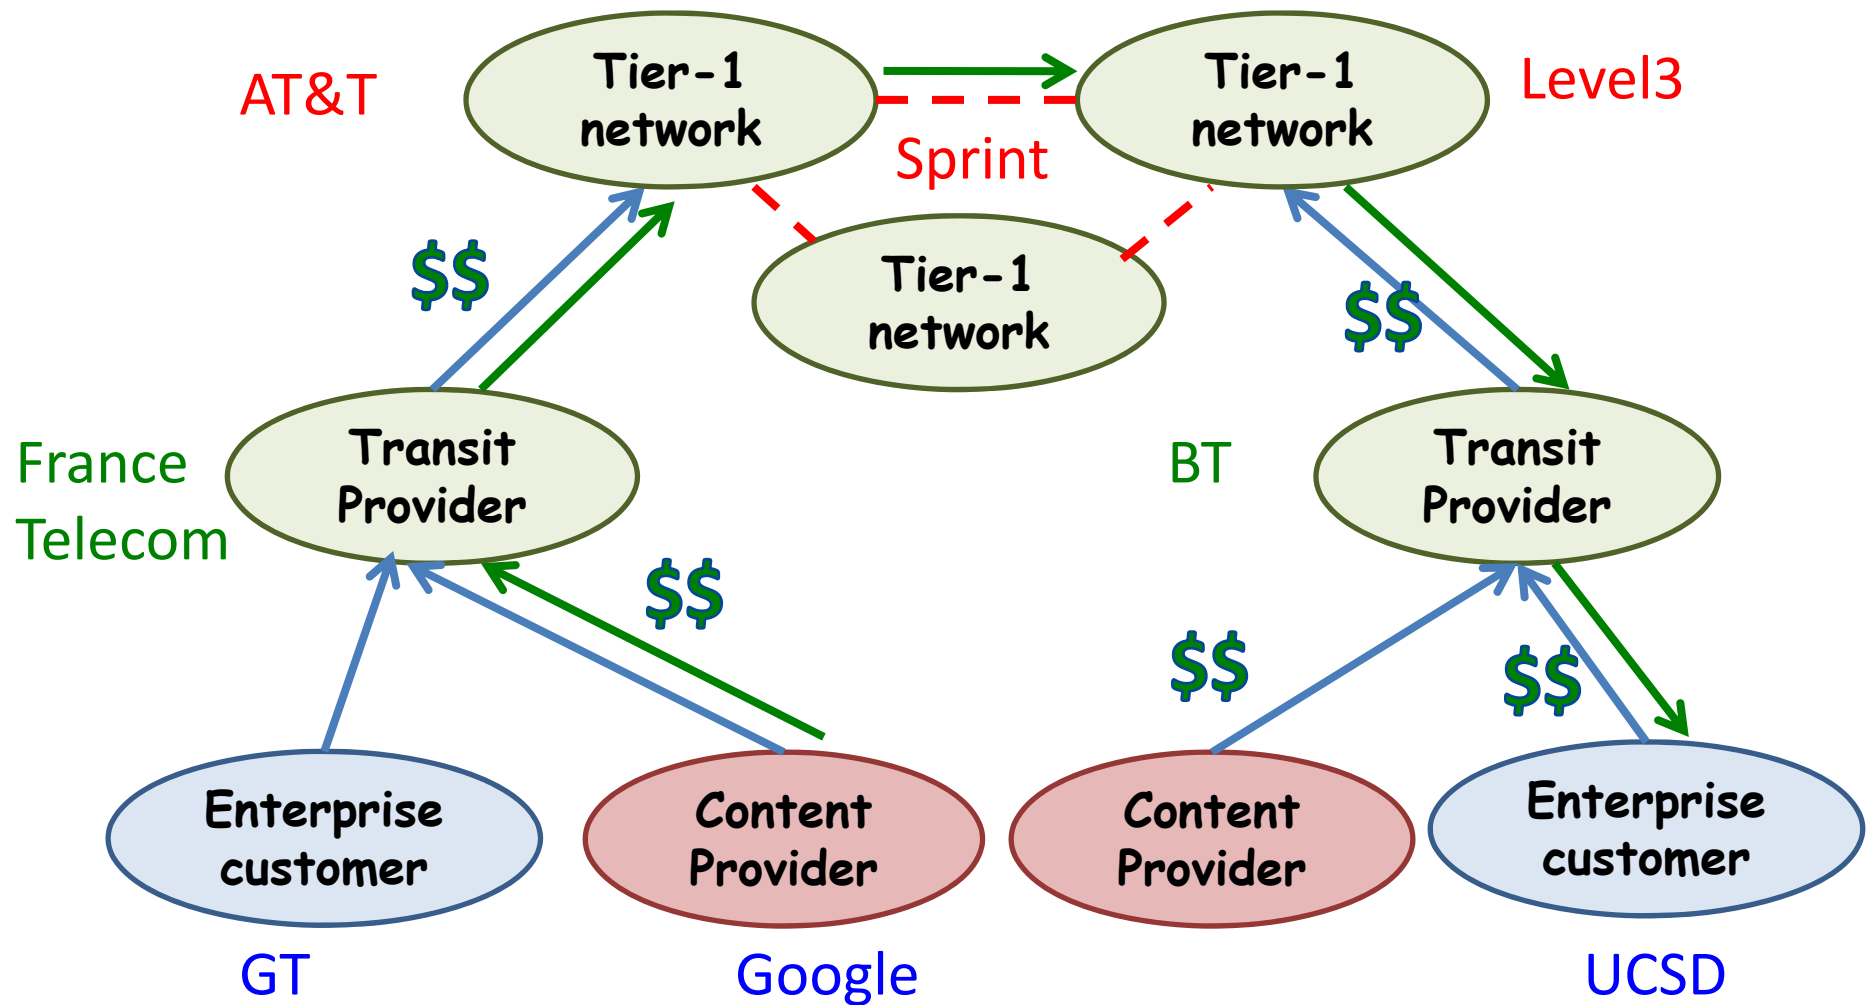 AT&T
Tier-1
network
Tier-1
network
Level3
Sprint
Tier-1
network
$$
$$
France
Telecom
Transit
Provider
BT
Transit
Provider
$$
$$
$$
Enterprise
customer
Content
Provider
Content
Provider
Enterprise
customer
GT
Google
UCSD